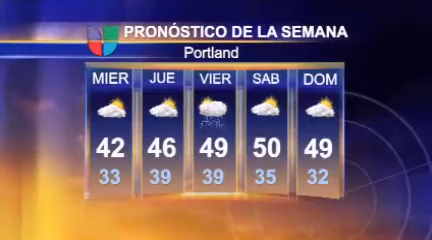 PRONÓSTICO DE LA SEMANA
Portland
MIER JUE VIER SAB DOM
42 46 49 50 49
33 39 39 35 32